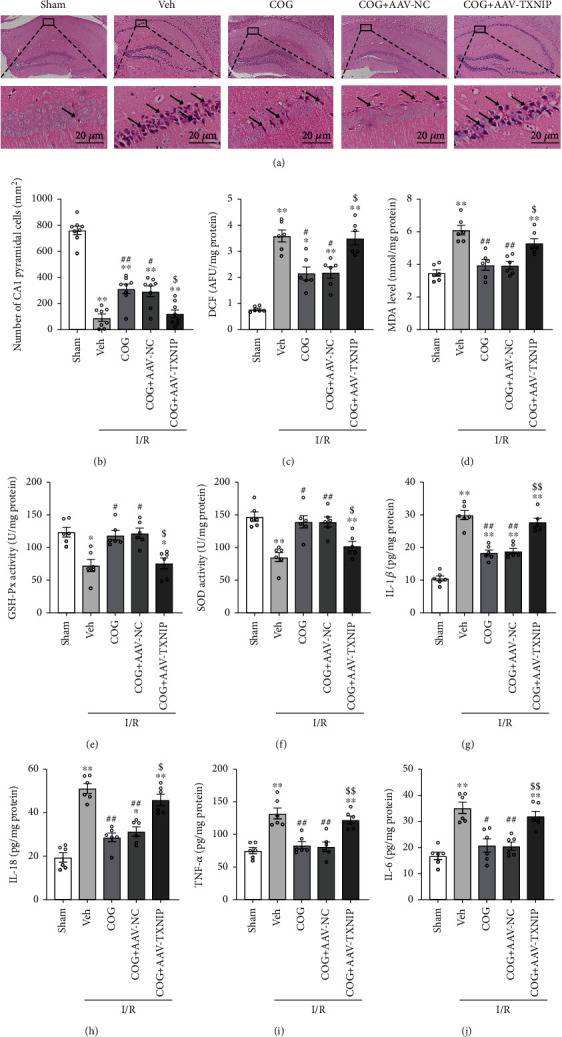 Sham Veh COG COG+AAV-NC COG+AAV-TXNIP
20 μm 20 μm 20 μm 20 μm 20 μm
(a)
Number of CA1 pyramidal cells (mm²)
1000
800
600
400
200
0
**
##
**
#
**
$
**
Sham
Veh
COG
COG+AAV-NC
COG+AAV-TXNIP
I/R
(b)
DCF (AFU/mg protein)
5
4
3
2
1
0
**
#
*
#
**
$
**
Sham
Veh
COG
COG+AAV-NC
COG+AAV-TXNIP
I/R
(c)
MDA level (nmol/mg protein)
8
6
4
2
0
**
##
##
$
**
Sham
Veh
COG
COG+AAV-NC
COG+AAV-TXNIP
I/R
(d)
GSH-Px activity (U/mg protein)
200
150
100
50
0
*
#
#
$
*
Sham
Veh
COG
COG+AAV-NC
COG+AAV-TXNIP
I/R
(e)
SOD activity (U/mg protein)
200
150
100
50
0
**
#
##
$
**
Sham
Veh
COG
COG+AAV-NC
COG+AAV-TXNIP
I/R
(f)
IL-1β (pg/mg protein)
40
30
20
10
0
**
##
**
##
**
$$
**
Sham
Veh
COG
COG+AAV-NC
COG+AAV-TXNIP
I/R
(g)
IL-18 (pg/mg protein)
60
40
20
0
**
##
##
*
$
**
Sham
Veh
COG
COG+AAV-NC
COG+AAV-TXNIP
I/R
(h)
TNF-α (pg/mg protein)
200
150
100
50
0
**
##
##
$$
**
Sham
Veh
COG
COG+AAV-NC
COG+AAV-TXNIP
I/R
(i)
IL-6 (pg/mg protein)
50
40
30
20
10
0
**
#
##
$$
**
Sham
Veh
COG
COG+AAV-NC
COG+AAV-TXNIP
I/R
(j)